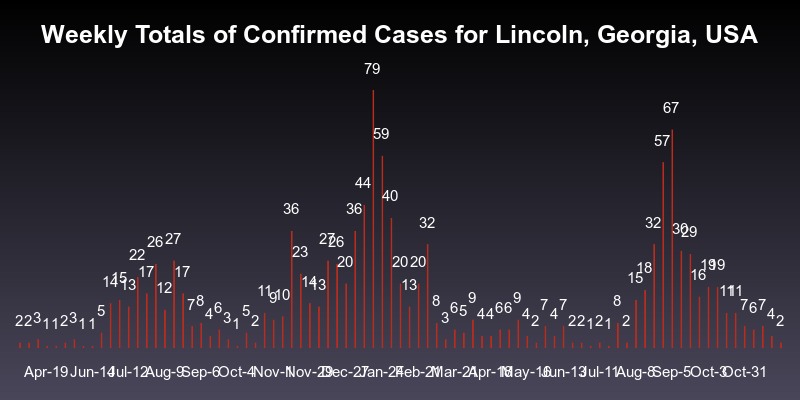 Weekly Totals of Confirmed Cases for Lincoln, Georgia, USA
79
67
59
57
44
40
36 36
32 32
30 29
27 26 27 26
23 22
20 20 20
19 19
18 17 17
16 15 15
14 14 13 13 13
12 11 11 11
10 9 9 9
8 8 8
7 7 7 7 7
6 6 6 6 6
5 5 5
4 4 4 4 4 4
3 3 3 3
2 2 2 2 2 2 2 2 2
1 1 1 1 1 1 1
Apr-19 Jun-14 Jul-12 Aug-9 Sep-6 Oct-4 Nov-1 Nov-29 Dec-27 Jan-24 Feb-21 Mar-21 Apr-18 May-16 Jun-13 Jul-11 Aug-8 Sep-5 Oct-3 Oct-31